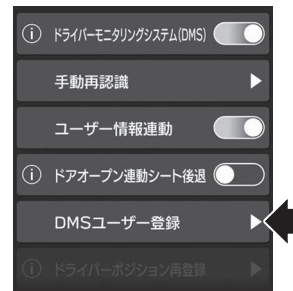 ドライバーモニタリングシステム(DMS)
手動再認識
ユーザー情報連動
ドアオープン連動シート後退
DMSユーザー登録
ドライバーポジション再登録